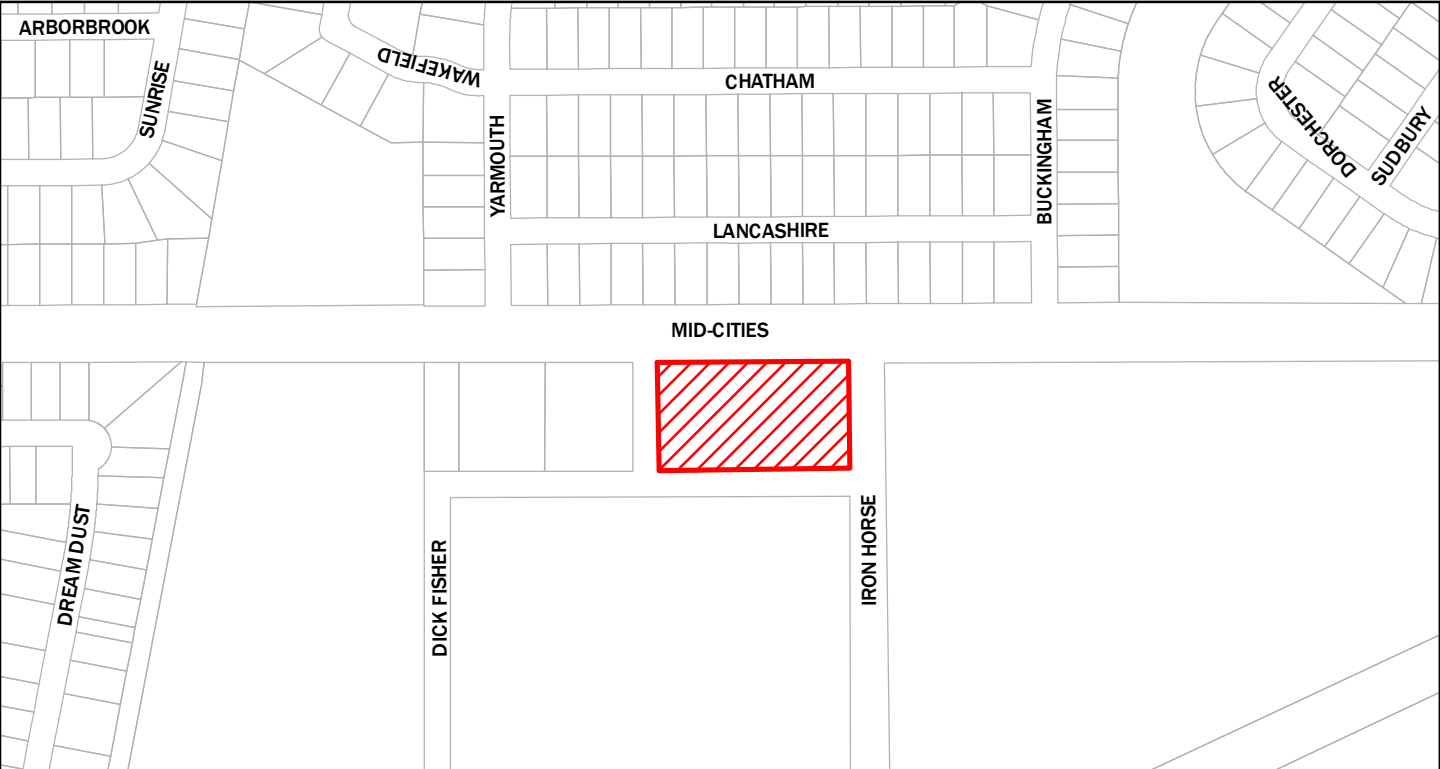 ARBORBROOK
SUNRISE
WAKEFIELD
CHATHAM
YARMOUTH
BUCKINGHAM
DORCHESTER
SUDBURY
LANCASHIRE
MID-CITIES
DREAM DUST
DICK FISHER
IRON HORSE